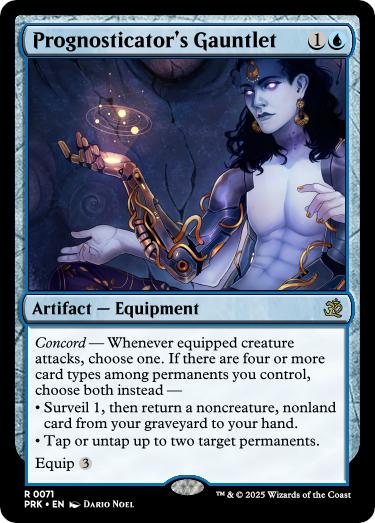 Prognosticator's Gauntlet 1
Artifact — Equipment
Concord — Whenever equipped creature
attacks, choose one. If there are four or more
card types among permanents you control,
choose both instead —
• Surveil 1, then return a noncreature, nonland
card from your graveyard to your hand.
• Tap or untap up to two target permanents.
Equip 3
R 0071
PRK • EN Dario Noel
™ & © 2025 Wizards of the Coast